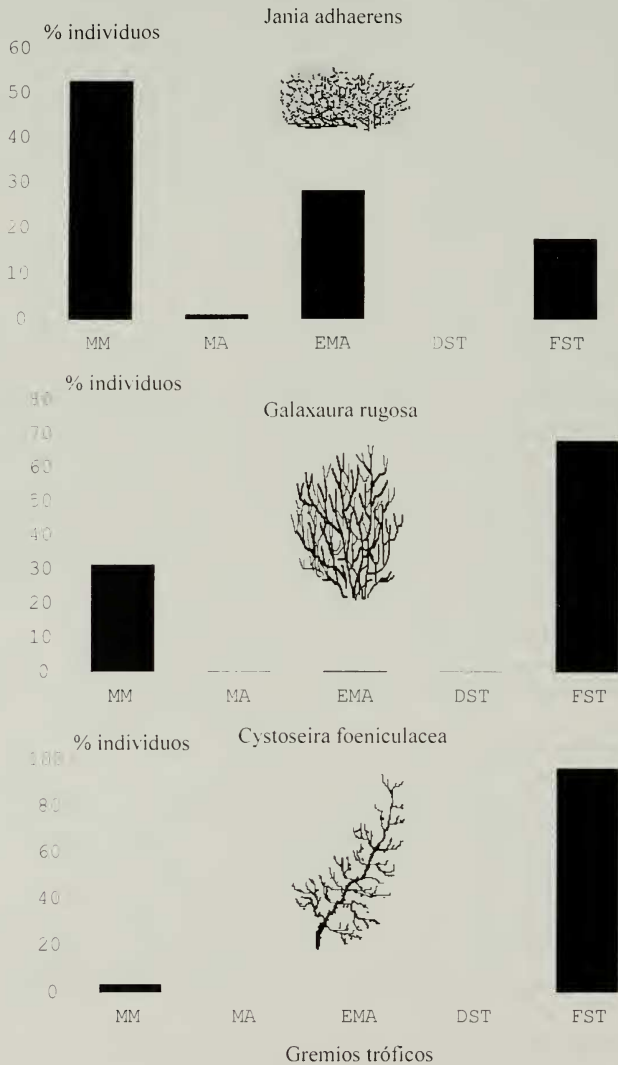 Jania adhaerens
% individuos
60
50
40
30
20
10
0
MM MA EMA DST FST
% individuos
Galaxaura rugosa
80
70
60
50
40
30
20
10
0
MM MA EMA DST FST
% individuos
Cystoseira foeniculacea
100
80
60
40
20
0
MM MA EMA DST FST
Gremios tróficos